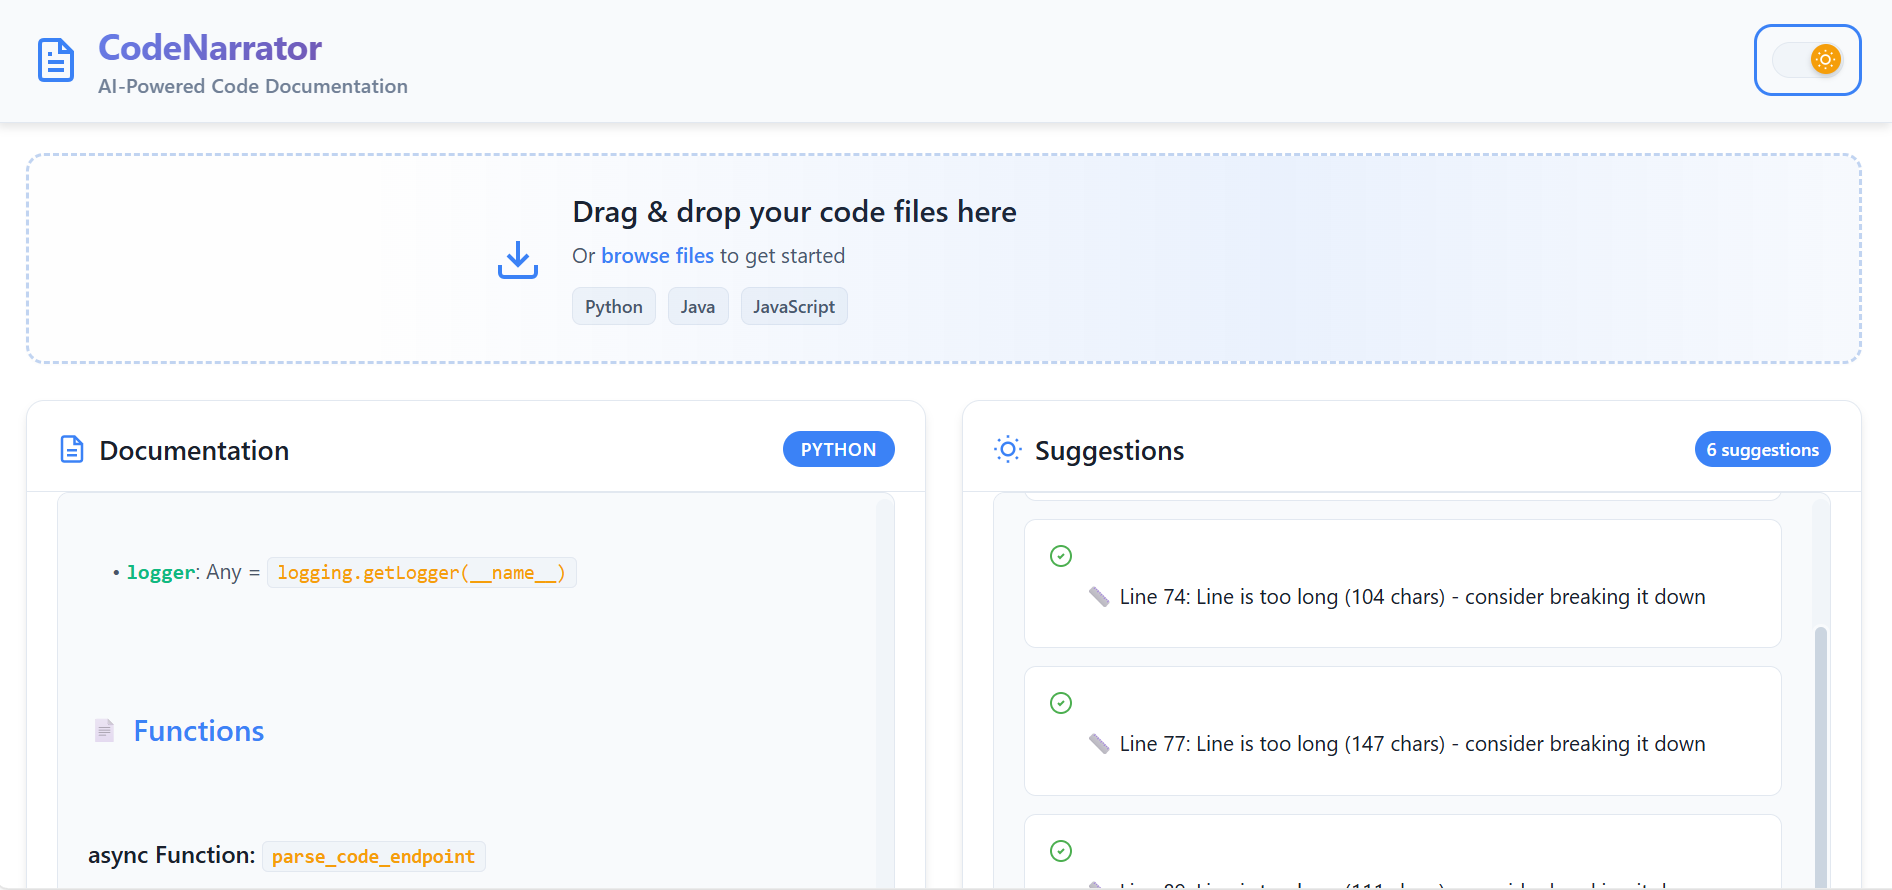 CodeNarrator
AI-Powered Code Documentation
Drag & drop your code files here
Or browse files to get started
Python
Java
JavaScript
Documentation
PYTHON
• logger: Any = logging.getLogger(__name__)
Functions
async Function: parse_code_endpoint
Suggestions
6 suggestions
Line 74: Line is too long (104 chars) - consider breaking it down
Line 77: Line is too long (147 chars) - consider breaking it down